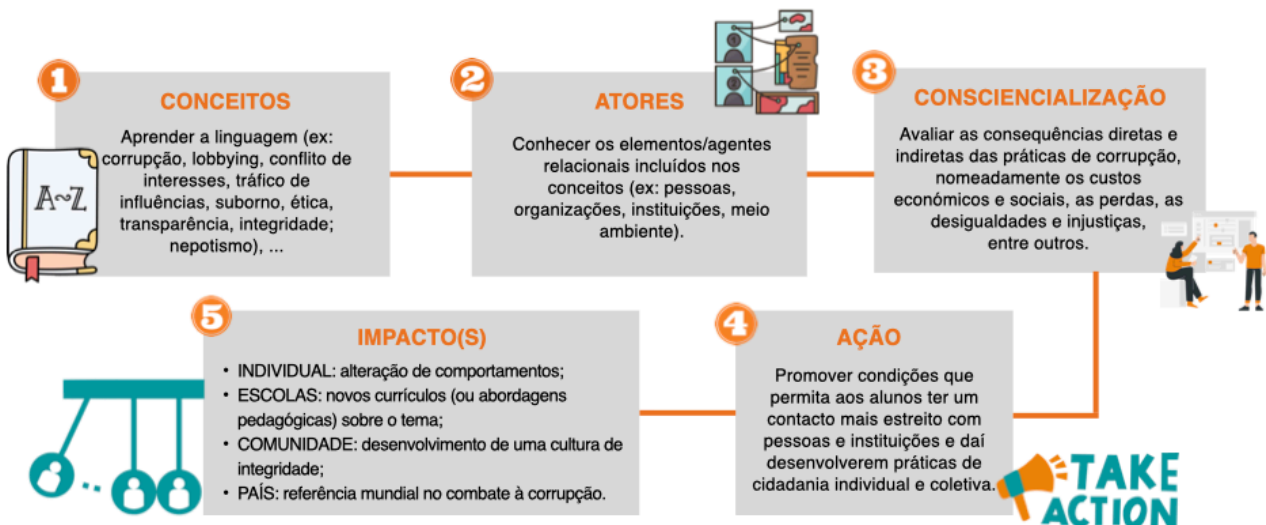 1
CONCEITOS
Aprender a linguagem (ex:
corrupção, lobbying, conflito de
interesses, tráfico de
influências, suborno, ética,
transparência, integridade;
nepotismo), ...
A~Z
2
ATORES
Conhecer os elementos/agentes
relacionais incluídos nos
conceitos (ex: pessoas,
organizações, instituições, meio
ambiente).
3
CONSCIENCIALIZAÇÃO
Avaliar as consequências diretas e
indiretas das práticas de corrupção,
nomeadamente os custos
económicos e sociais, as perdas, as
desigualdades e injustiças,
entre outros.
4
AÇÃO
Promover condições que
permita aos alunos ter um
contacto mais estreito com
pessoas e instituições e daí
desenvolverem práticas de
cidadania individual e coletiva.
TAKE
ACTION
5
IMPACTO(S)
• INDIVIDUAL: alteração de comportamentos;
• ESCOLAS: novos currículos (ou abordagens
pedagógicas) sobre o tema;
• COMUNIDADE: desenvolvimento de uma cultura de
integridade;
• PAÍS: referência mundial no combate à corrupção.